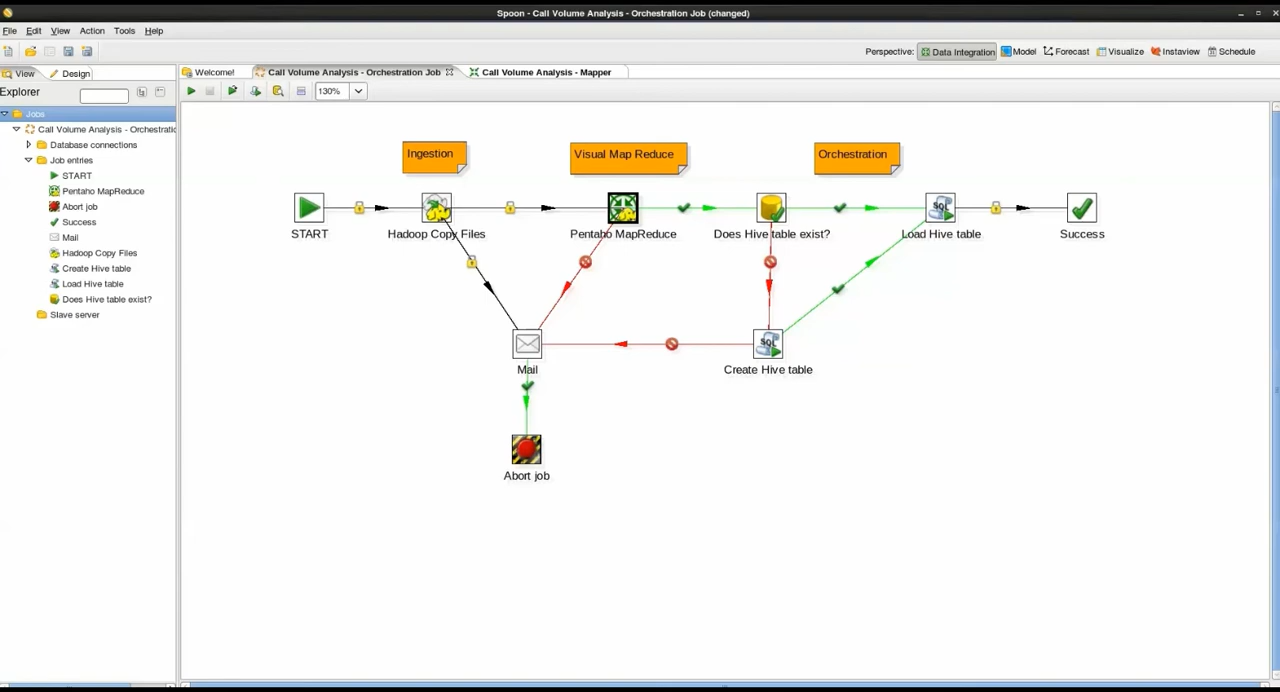 Spoon - Call Volume Analysis - Orchestration Job (changed)
File Edit View Action Tools Help
Perspective: Data Integration Model Forecast Visualize Instaview Schedule
View Design
Welcome! Call Volume Analysis - Orchestration Job Call Volume Analysis - Mapper
Explorer
130%
Jobs
Call Volume Analysis - Orchestratic
Database connections
Job entries
START
Pentaho MapReduce
Abort job
Success
Mail
Hadoop Copy Files
Create Hive table
Load Hive table
Does Hive table exist?
Slave server
Ingestion
Visual Map Reduce
Orchestration
START
Hadoop Copy Files
Pentaho MapReduce
Does Hive table exist?
SQL
Load Hive table
Success
Mail
SQL
Create Hive table
Abort job